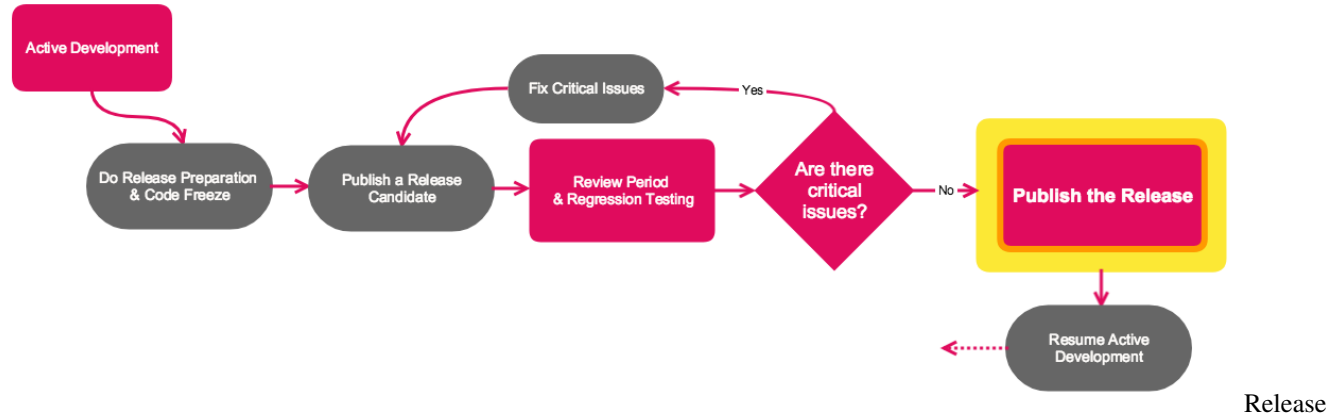 Active Development
Do Release Preparation
& Code Freeze
Publish a Release
Candidate
Fix Critical Issues
Review Period
& Regression Testing
Are there
critical
issues?
Yes
No
Publish the Release
Resume Active
Development
Release